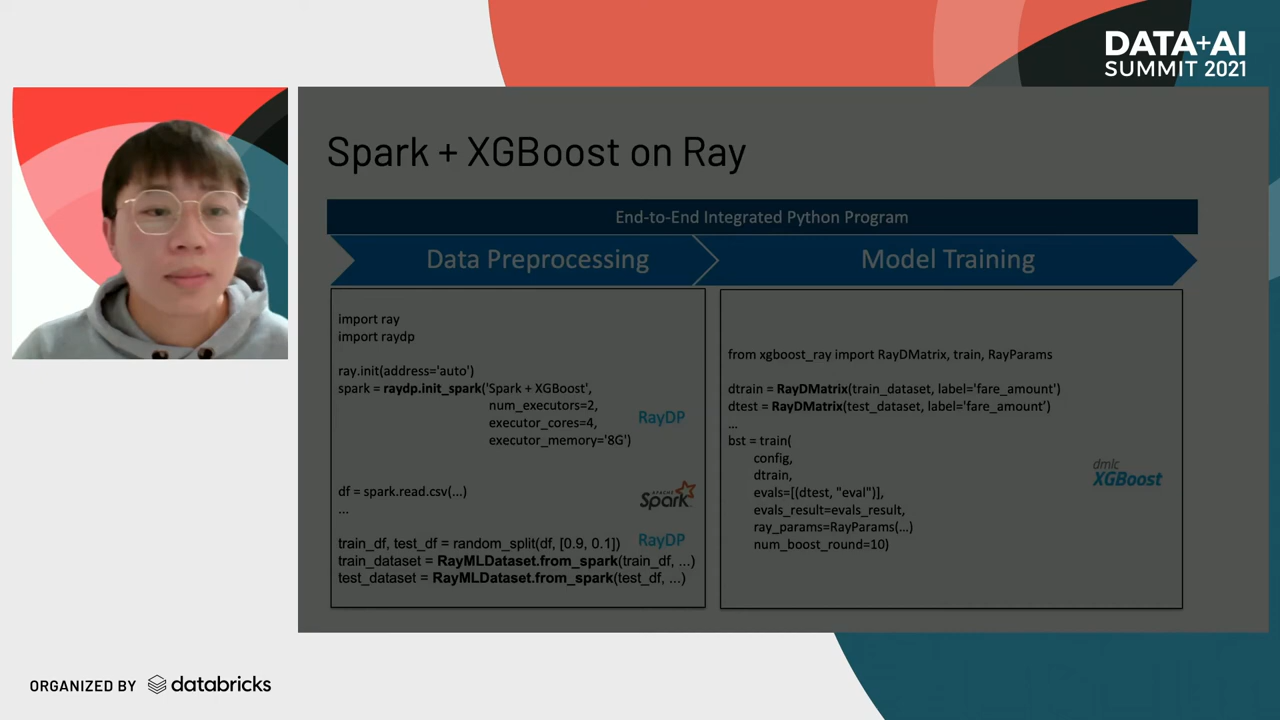 DATA+AI
SUMMIT 2021
Spark + XGBoost on Ray
End-to-End Integrated Python Program
Data Preprocessing
Model Training
import ray
import raydp
ray.init(address='auto')
spark = raydp.init_spark('Spark + XGBoost',
num_executors=2,
executor_cores=4,
executor_memory='8G')
RayDP
df = spark.read.csv(...)
...
APACHE
Spark
train_df, test_df = random_split(df, [0.9, 0.1])
RayDP
train_dataset = RayMLDataset.from_spark(train_df, ...)
test_dataset = RayMLDataset.from_spark(test_df, ...)
from xgboost_ray import RayDMatrix, train, RayParams
dtrain = RayDMatrix(train_dataset, label='fare_amount')
dtest = RayDMatrix(test_dataset, label='fare_amount')
...
bst = train(
config,
dtrain,
evals=[(dtest, "eval")],
evals_result=evals_result,
ray_params=RayParams(...)
num_boost_round=10)
dmlc
XGBoost
ORGANIZED BY databricks